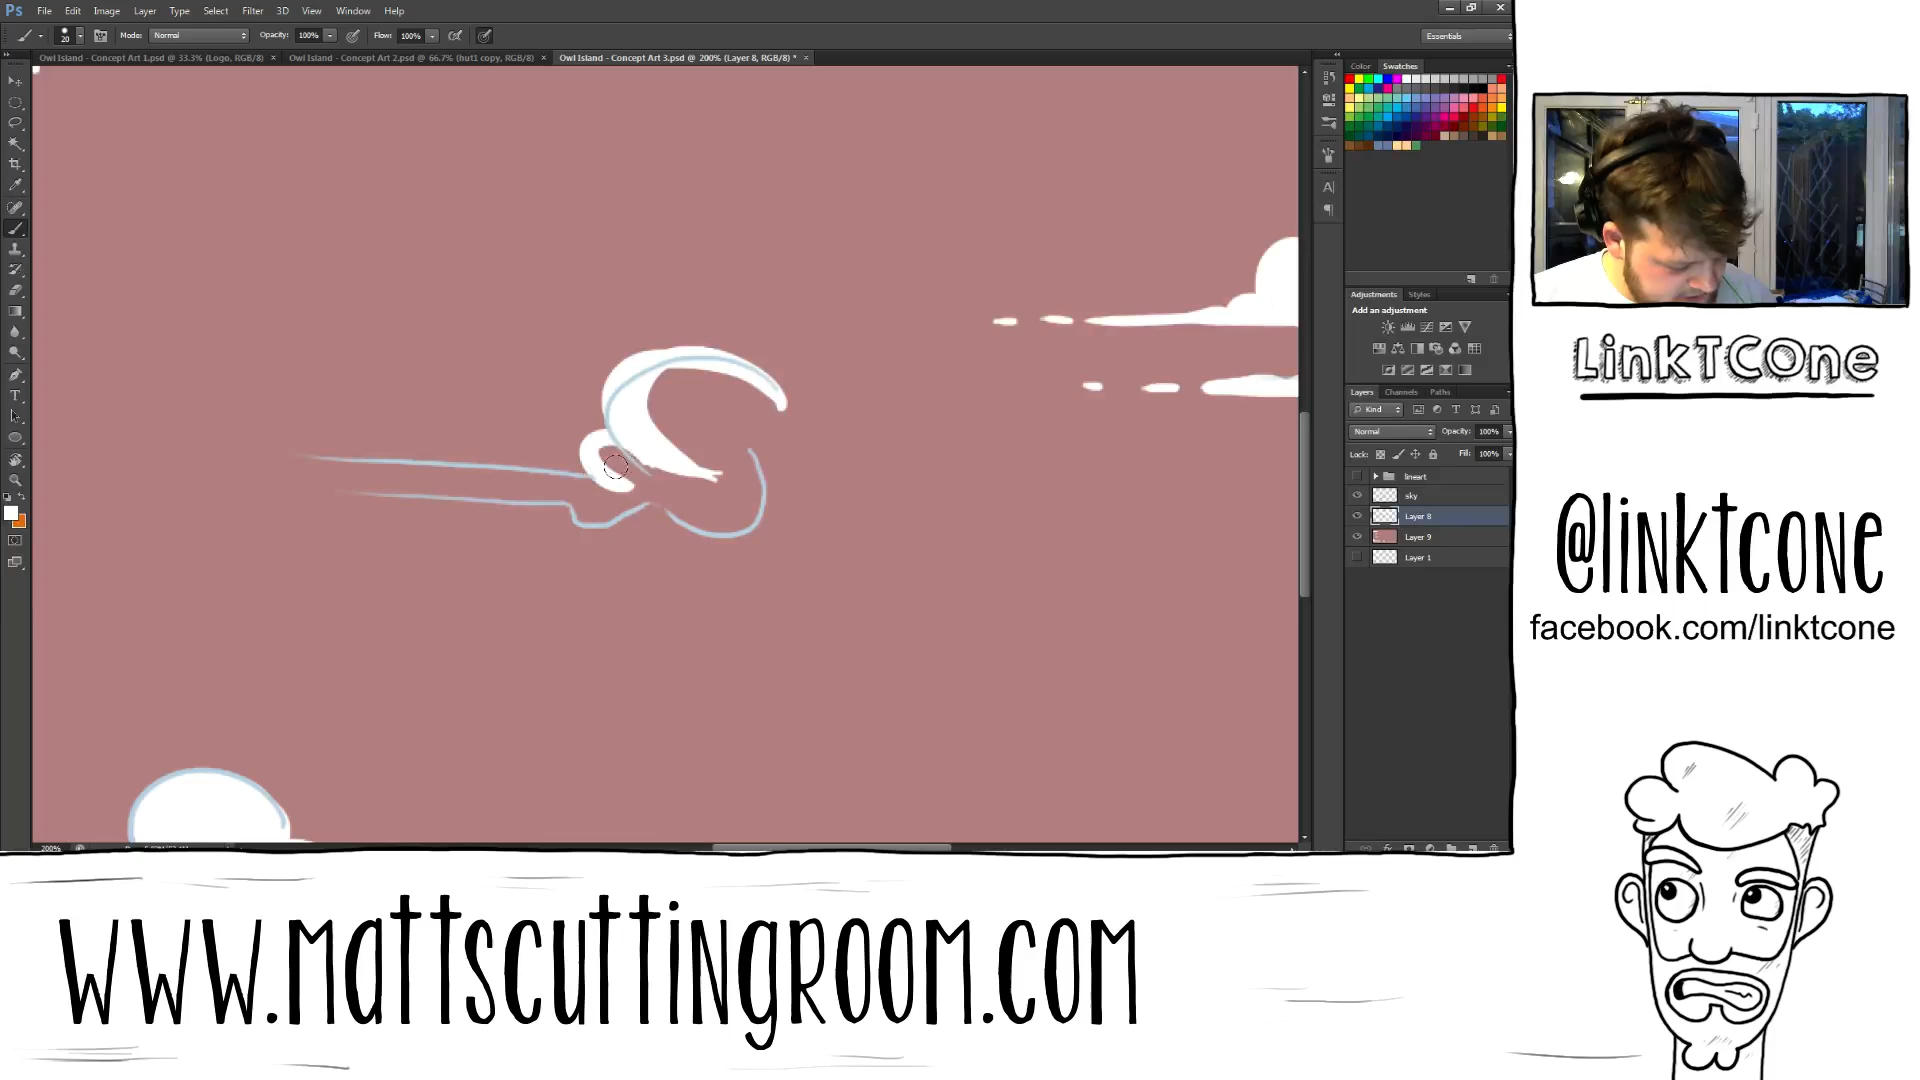 Ps File Edit Image Layer Type Select Filter 3D View Window Help
20 Mode: Normal Opacity: 100% Flow: 100% Essentials
Owl Island - Concept Art 1.psd @ 33.3% (Logo, RGB/8) × Owl Island - Concept Art 2.psd @ 66.7% (hut1 copy, RGB/8) × Owl Island - Concept Art 3.psd @ 200% (Layer 8, RGB/8) * ×
Color Swatches
Adjustments Styles
Add an adjustment
Layers Channels Paths
Kind
Normal Opacity: 100%
Lock: Fill: 100%
lineart
sky
Layer 8
Layer 9
Layer 1
200%
LinkTCOne
@linktcone
facebook.com/linktcone
www.mattscuttingroom.com